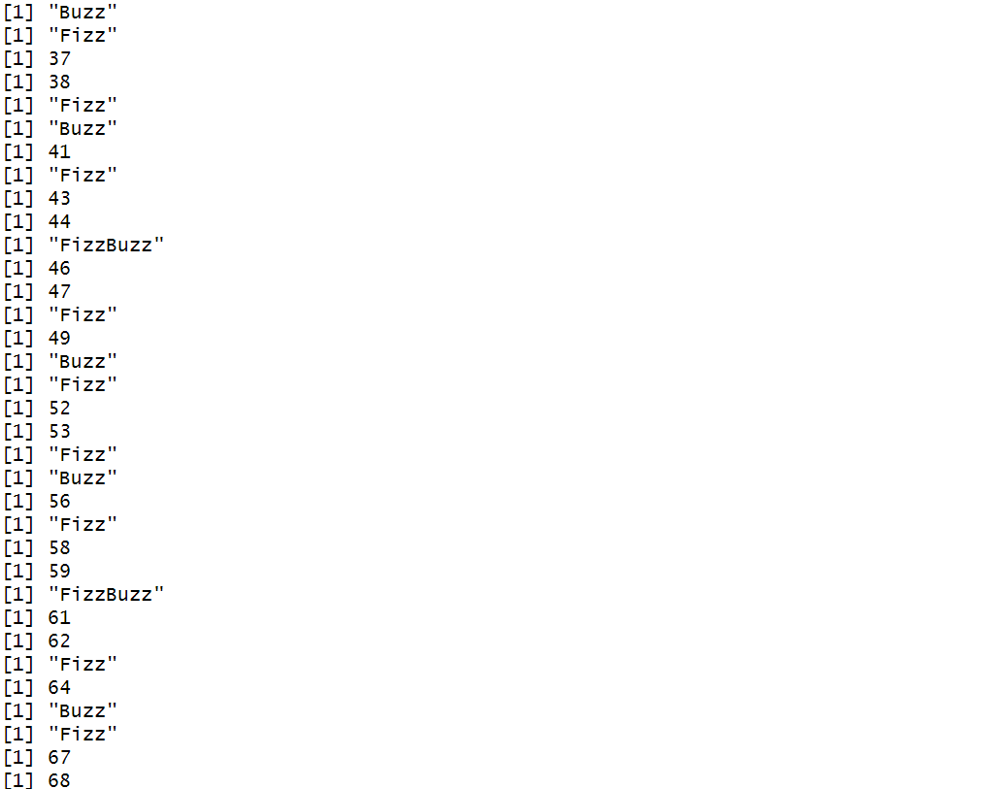 [1] "Buzz"
[1] "Fizz"
[1] 37
[1] 38
[1] "Fizz"
[1] "Buzz"
[1] 41
[1] "Fizz"
[1] 43
[1] 44
[1] "FizzBuzz"
[1] 46
[1] 47
[1] "Fizz"
[1] 49
[1] "Buzz"
[1] "Fizz"
[1] 52
[1] 53
[1] "Fizz"
[1] "Buzz"
[1] 56
[1] "Fizz"
[1] 58
[1] 59
[1] "FizzBuzz"
[1] 61
[1] 62
[1] "Fizz"
[1] 64
[1] "Buzz"
[1] "Fizz"
[1] 67
[1] 68